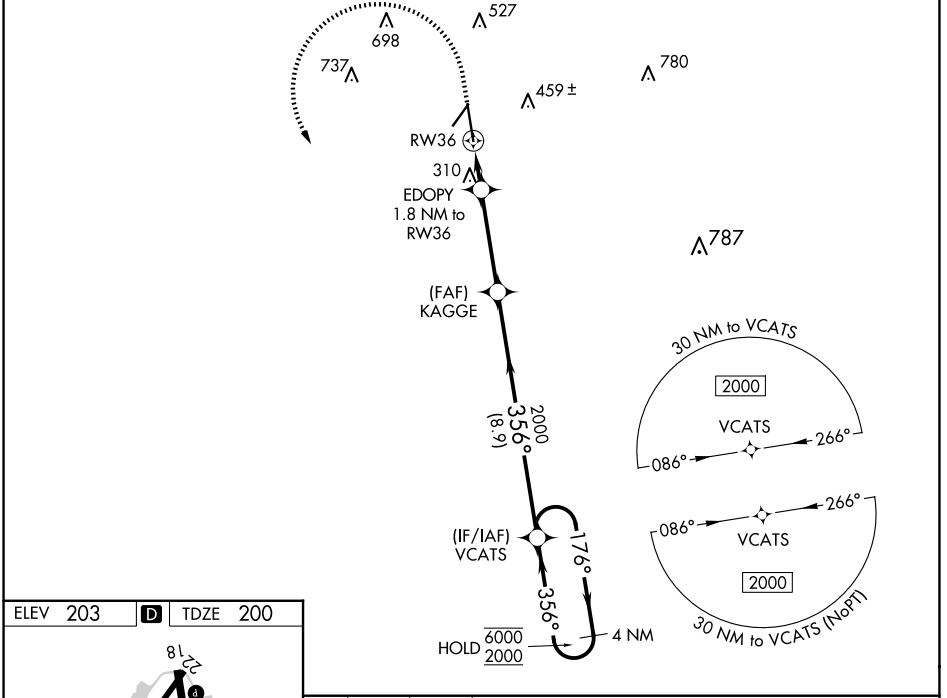 527
698
737
780
459 ±
RW36
310
EDOPY
1.8 NM to
RW36
787
(FAF)
KAGGE
30 NM to VCATS
2000
VCATS
086°
266°
2000
356°
(8.9)
086°
266°
VCATS
2000
30 NM to VCATS (NoPT)
(IF/IAF)
VCATS
176°
356°
4 NM
HOLD 6000
2000
ELEV 203 D TDZE 200
22
18
P